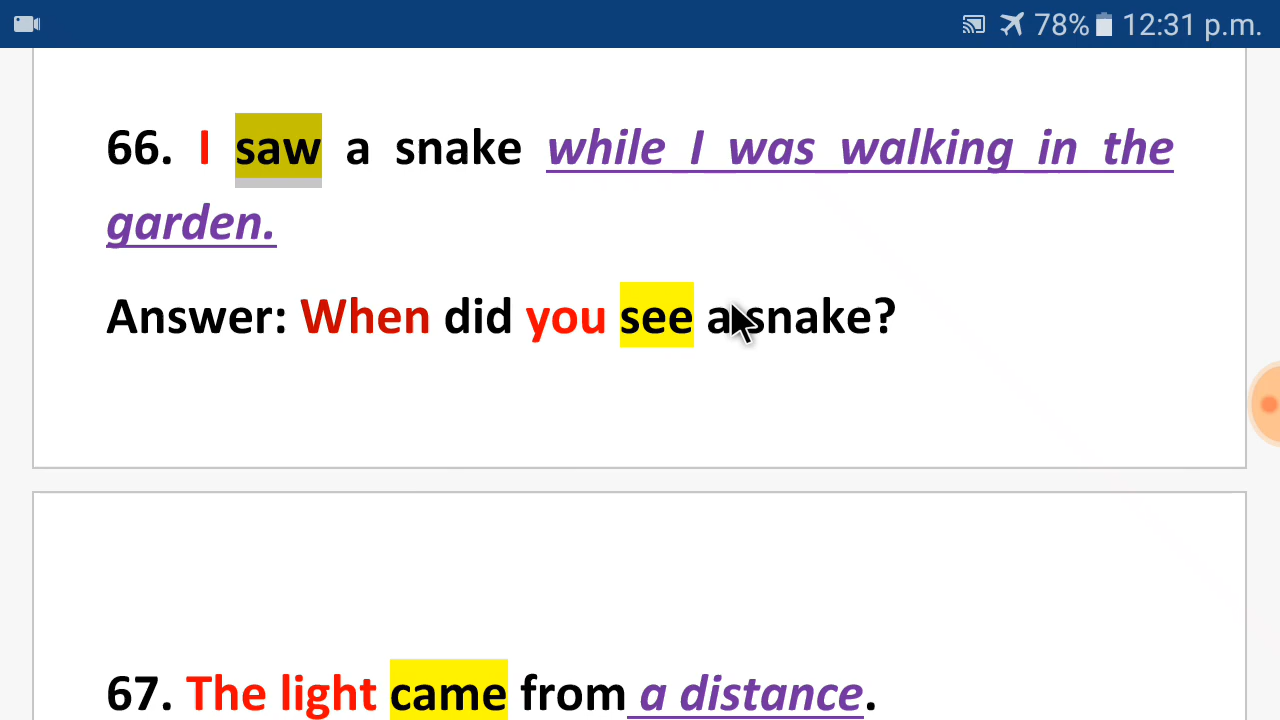 78% 12:31 p.m.
66. I saw a snake while I was walking in the
garden.
Answer: When did you see a snake?
67. The light came from a distance.